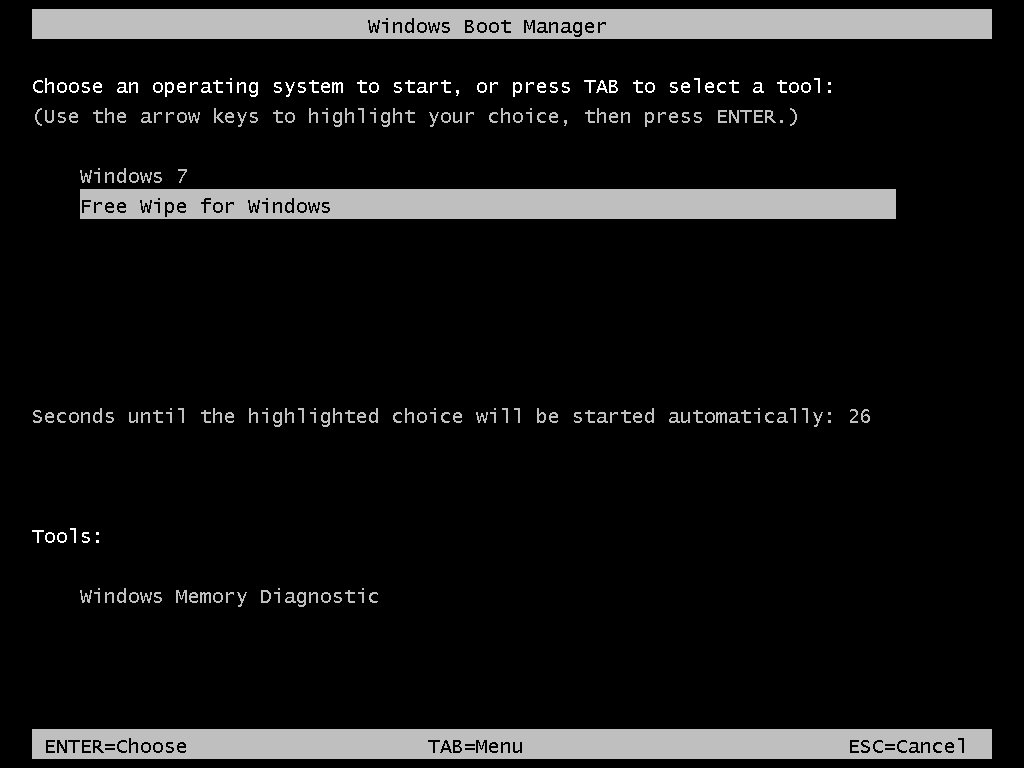 Windows Boot Manager
Choose an operating system to start, or press TAB to select a tool:
(Use the arrow keys to highlight your choice, then press ENTER.)
Windows 7
Free Wipe for Windows
Seconds until the highlighted choice will be started automatically: 26
Tools:
Windows Memory Diagnostic
ENTER=Choose TAB=Menu ESC=Cancel